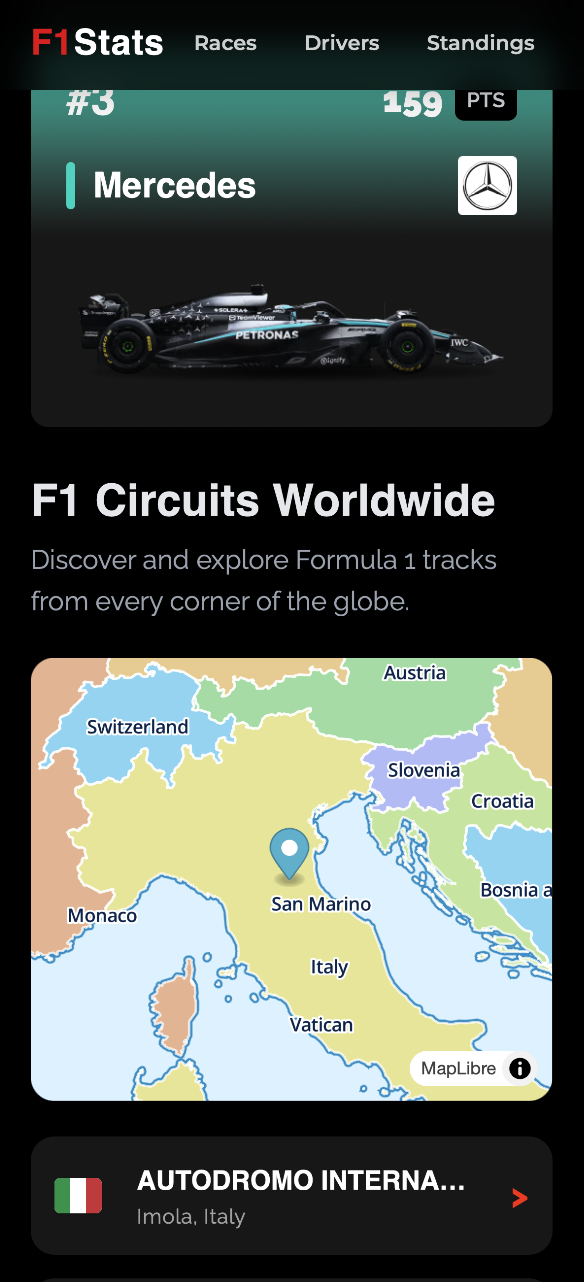 F1Stats Races Drivers Standings
#3 159 PTS
Mercedes
SOLERA
TeamViewer
PETRONAS
IWC
F1 Circuits Worldwide
Discover and explore Formula 1 tracks
from every corner of the globe.
Austria
Switzerland
Slovenia
Croatia
Bosnia a
San Marino
Monaco
Italy
Vatican
MapLibre
AUTODROMO INTERNA...
Imola, Italy